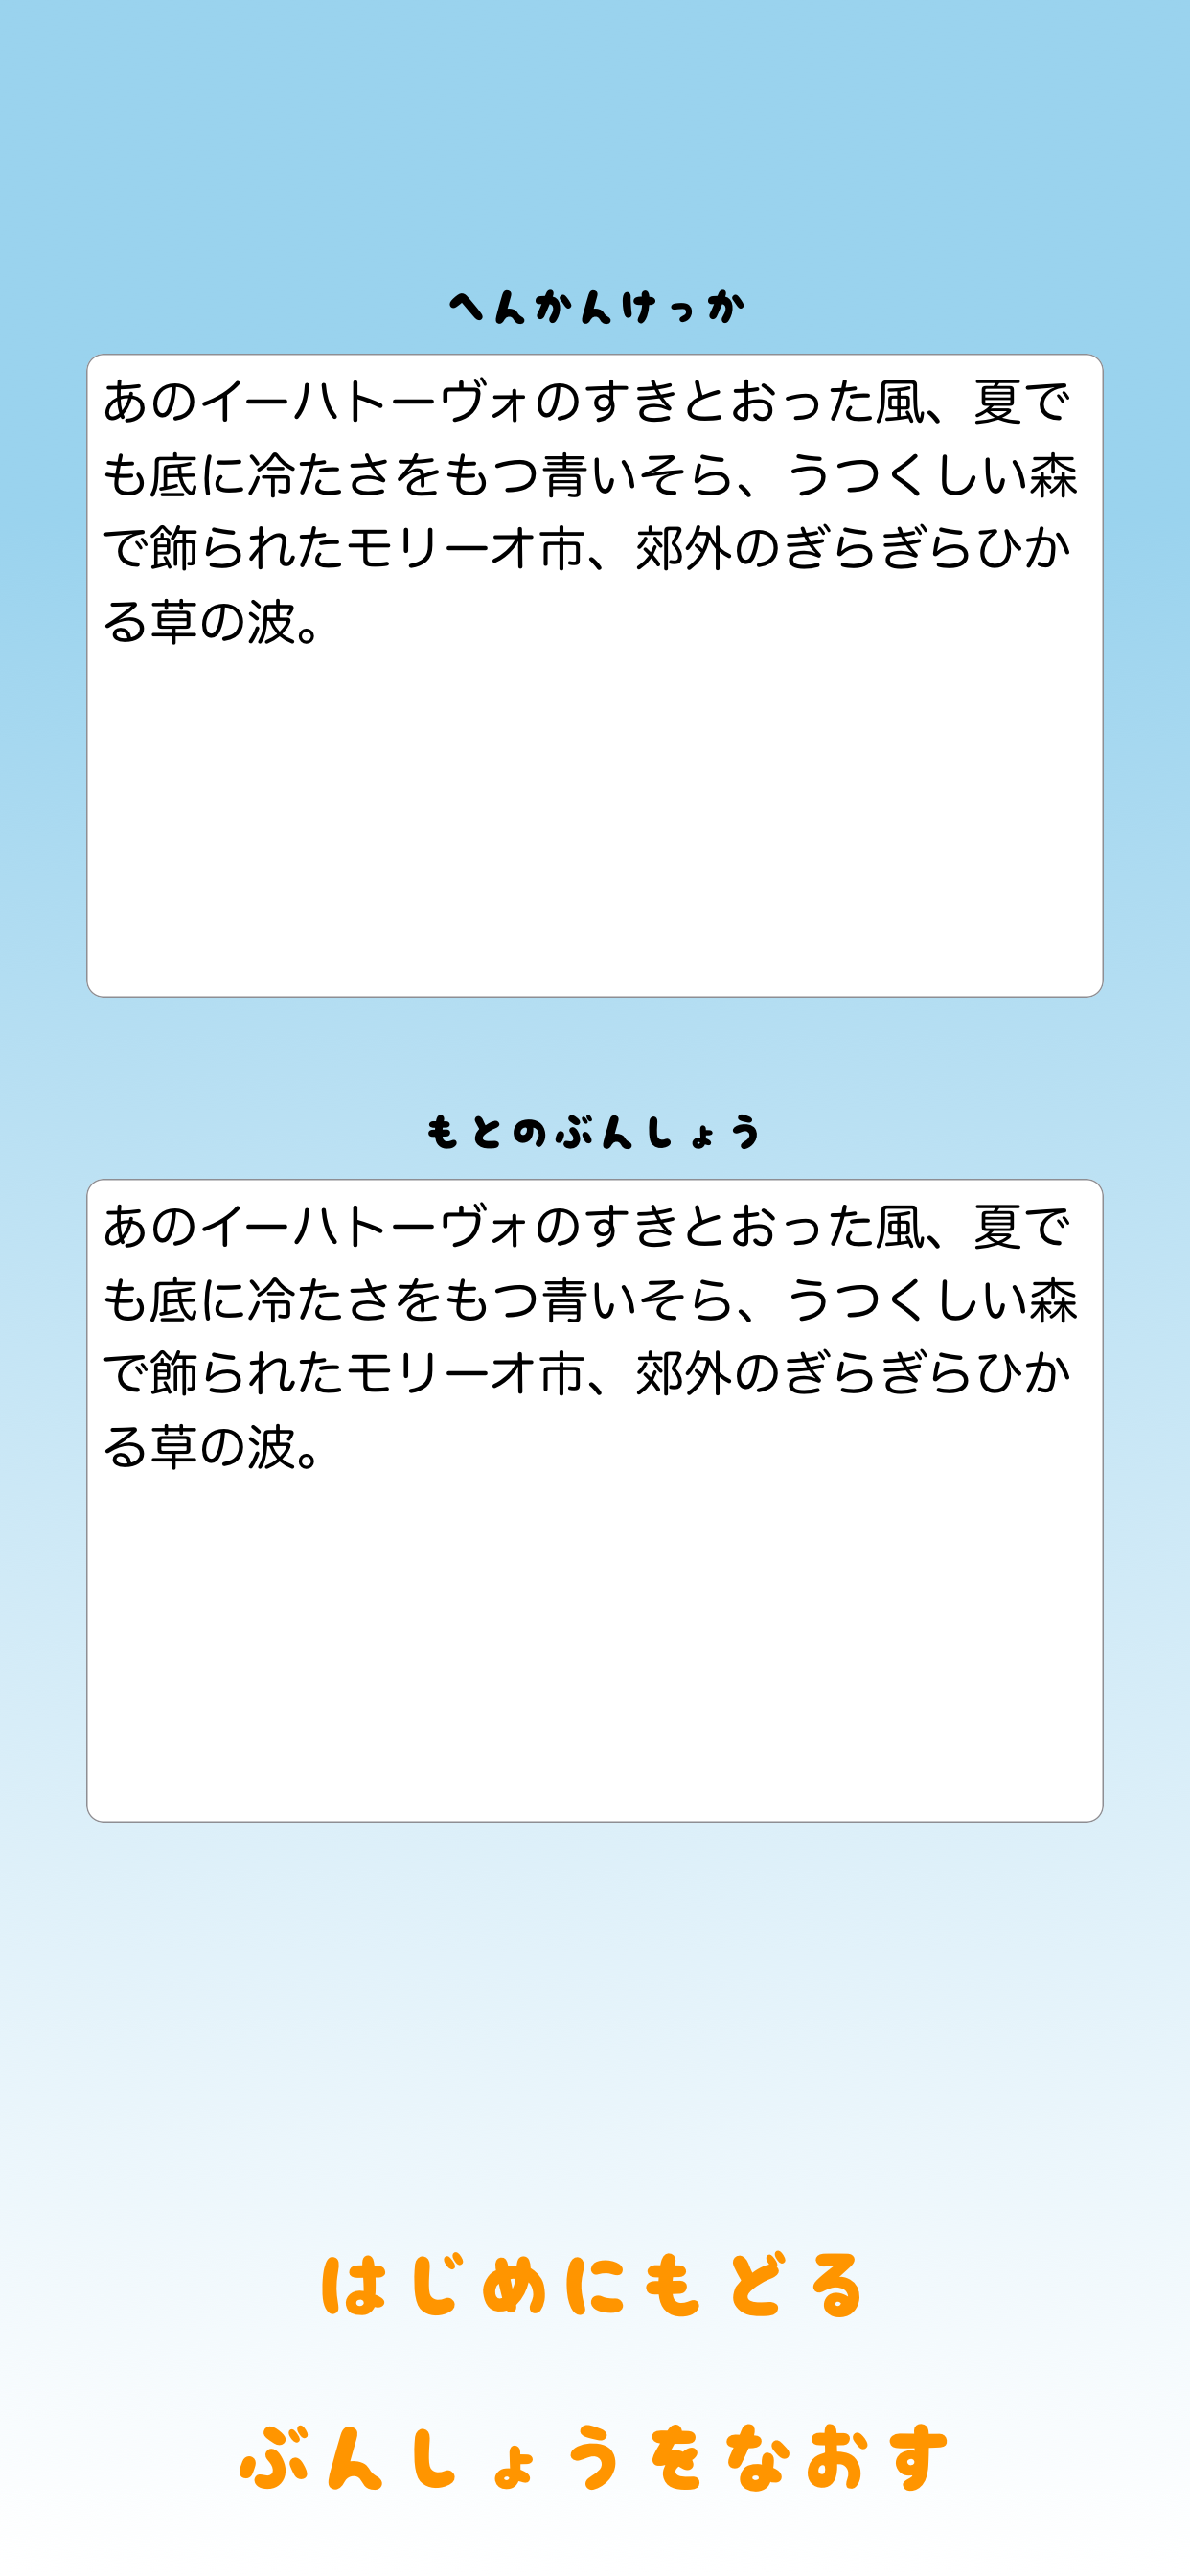 へんかんけっか
あのイーハトーヴォのすきとおった風、夏で
も底に冷たさをもつ青いそら、うつくしい森
で飾られたモリーオ市、郊外のぎらぎらひか
る草の波。
もとのぶんしょう
あのイーハトーヴォのすきとおった風、夏で
も底に冷たさをもつ青いそら、うつくしい森
で飾られたモリーオ市、郊外のぎらぎらひか
る草の波。
はじめにもどる
ぶんしょうをなおす